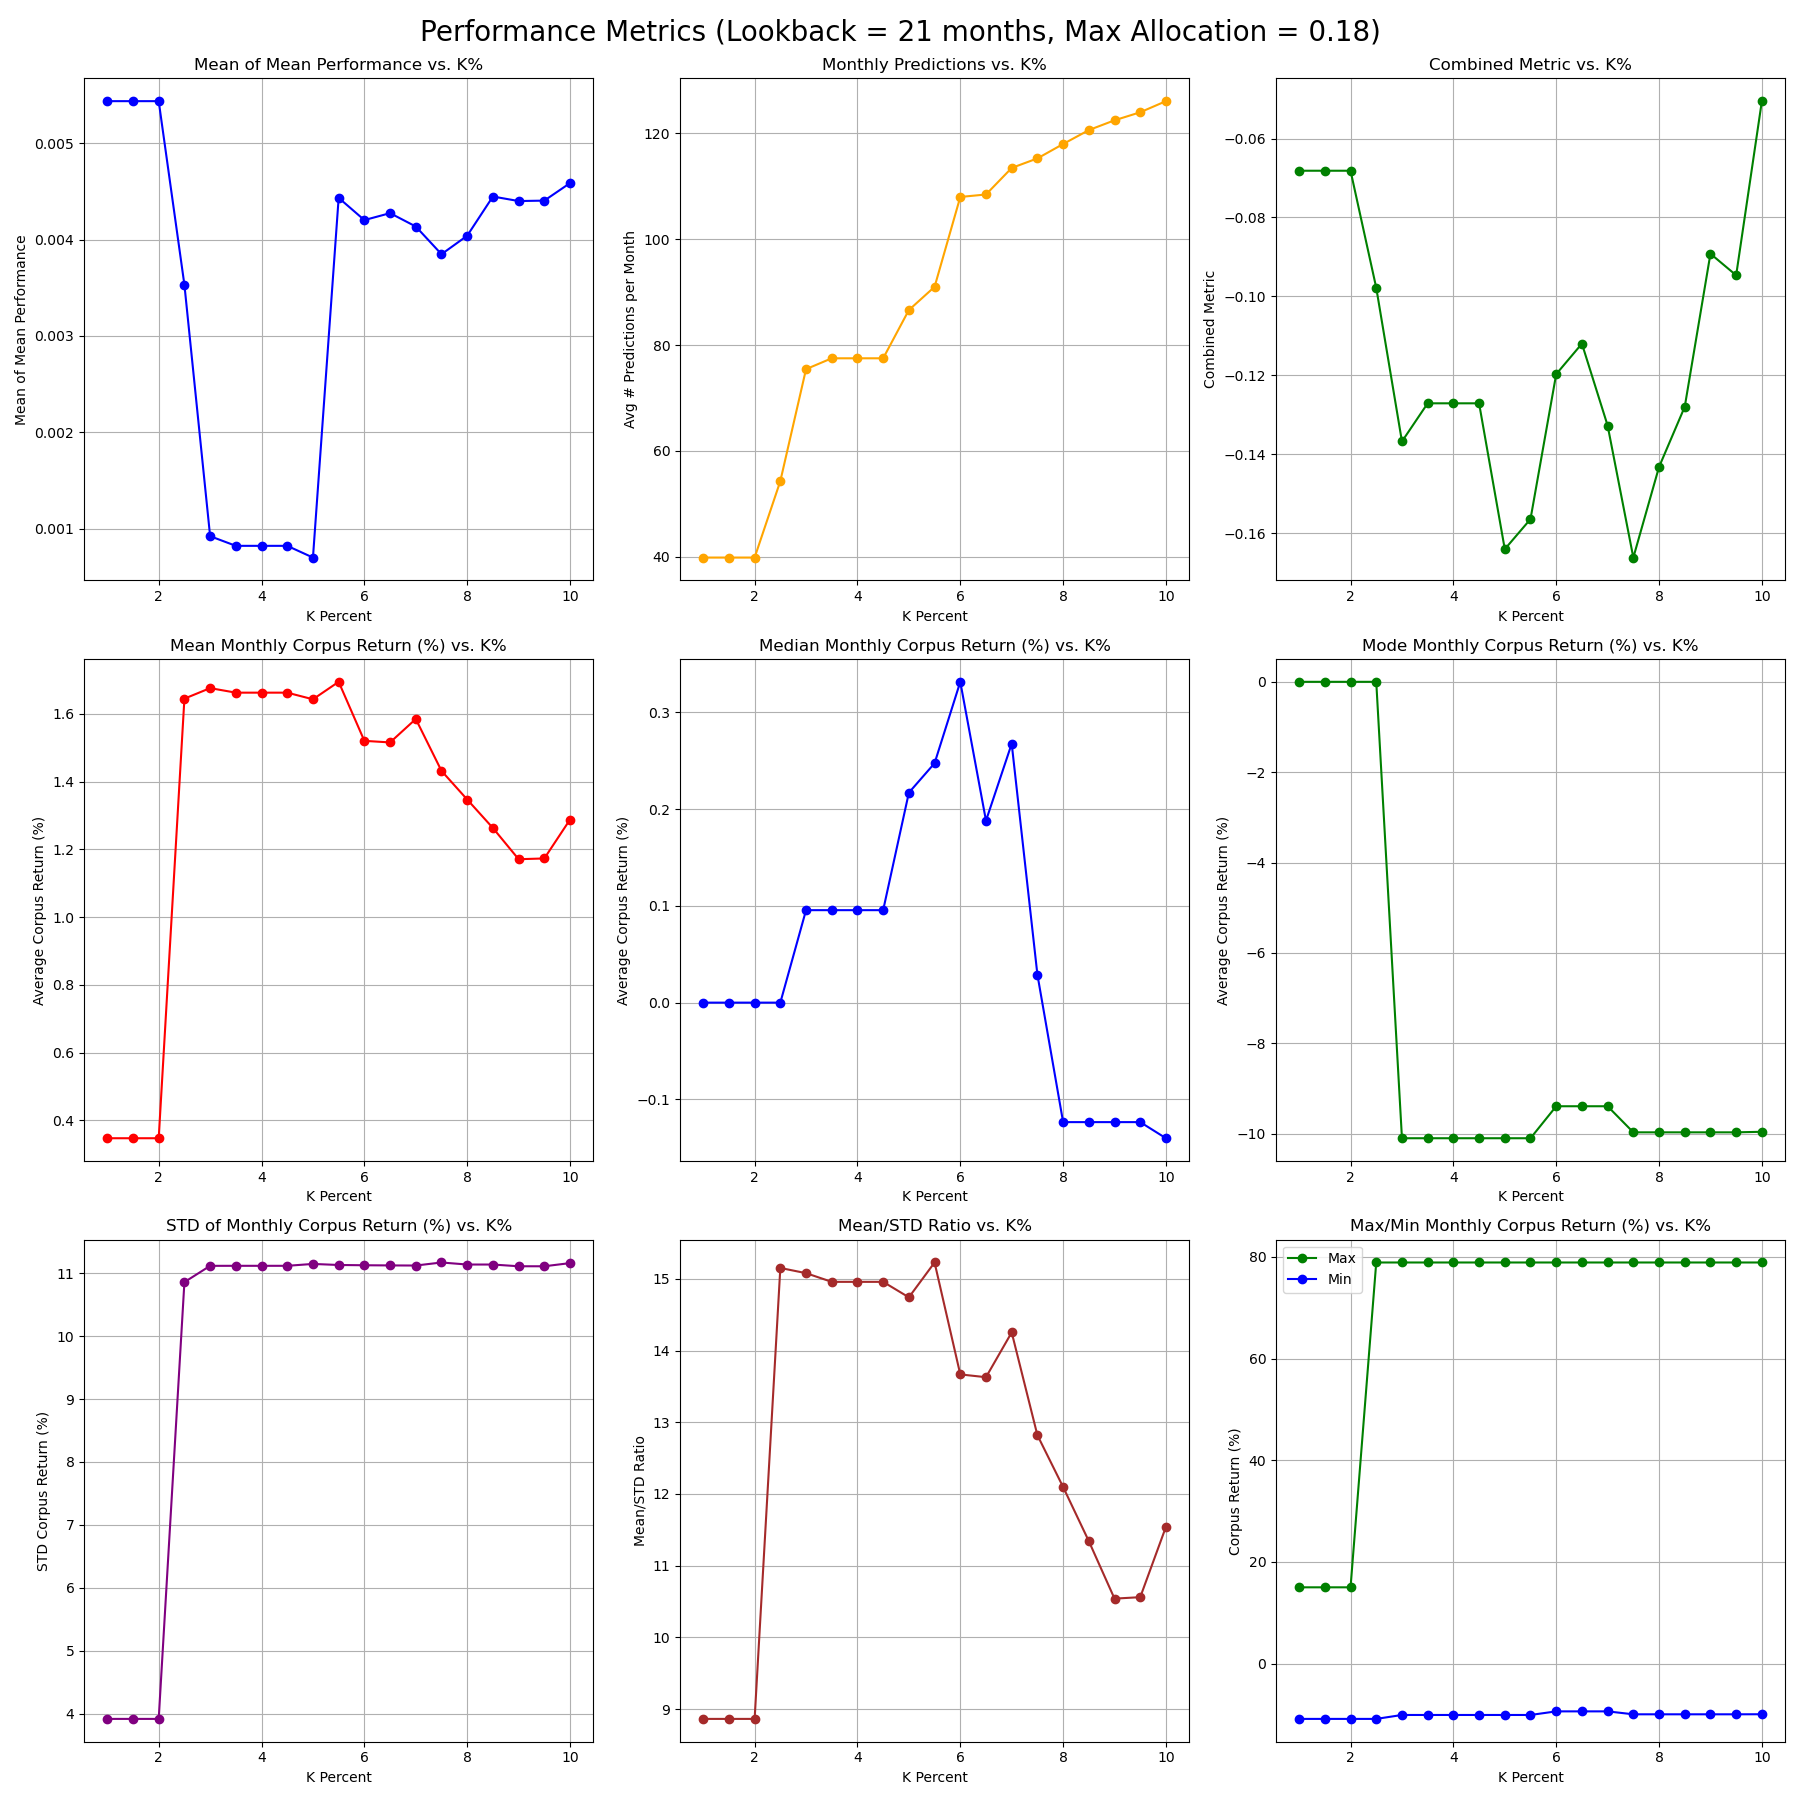 Performance Metrics (Lookback = 21 months, Max Allocation = 0.18)
Mean of Mean Performance vs. K%
Mean of Mean Performance
0.005
0.004
0.003
0.002
0.001
2 4 6 8 10
K Percent
Monthly Predictions vs. K%
Avg # Predictions per Month
120
100
80
60
40
2 4 6 8 10
K Percent
Combined Metric vs. K%
Combined Metric
−0.06
−0.08
−0.10
−0.12
−0.14
−0.16
2 4 6 8 10
K Percent
Mean Monthly Corpus Return (%) vs. K%
Average Corpus Return (%)
1.6
1.4
1.2
1.0
0.8
0.6
0.4
2 4 6 8 10
K Percent
Median Monthly Corpus Return (%) vs. K%
Average Corpus Return (%)
0.3
0.2
0.1
0.0
−0.1
2 4 6 8 10
K Percent
Mode Monthly Corpus Return (%) vs. K%
Average Corpus Return (%)
0
−2
−4
−6
−8
−10
2 4 6 8 10
K Percent
STD of Monthly Corpus Return (%) vs. K%
STD Corpus Return (%)
11
10
9
8
7
6
5
4
2 4 6 8 10
K Percent
Mean/STD Ratio vs. K%
Mean/STD Ratio
15
14
13
12
11
10
9
2 4 6 8 10
K Percent
Max/Min Monthly Corpus Return (%) vs. K%
Corpus Return (%)
Max
Min
80
60
40
20
0
2 4 6 8 10
K Percent